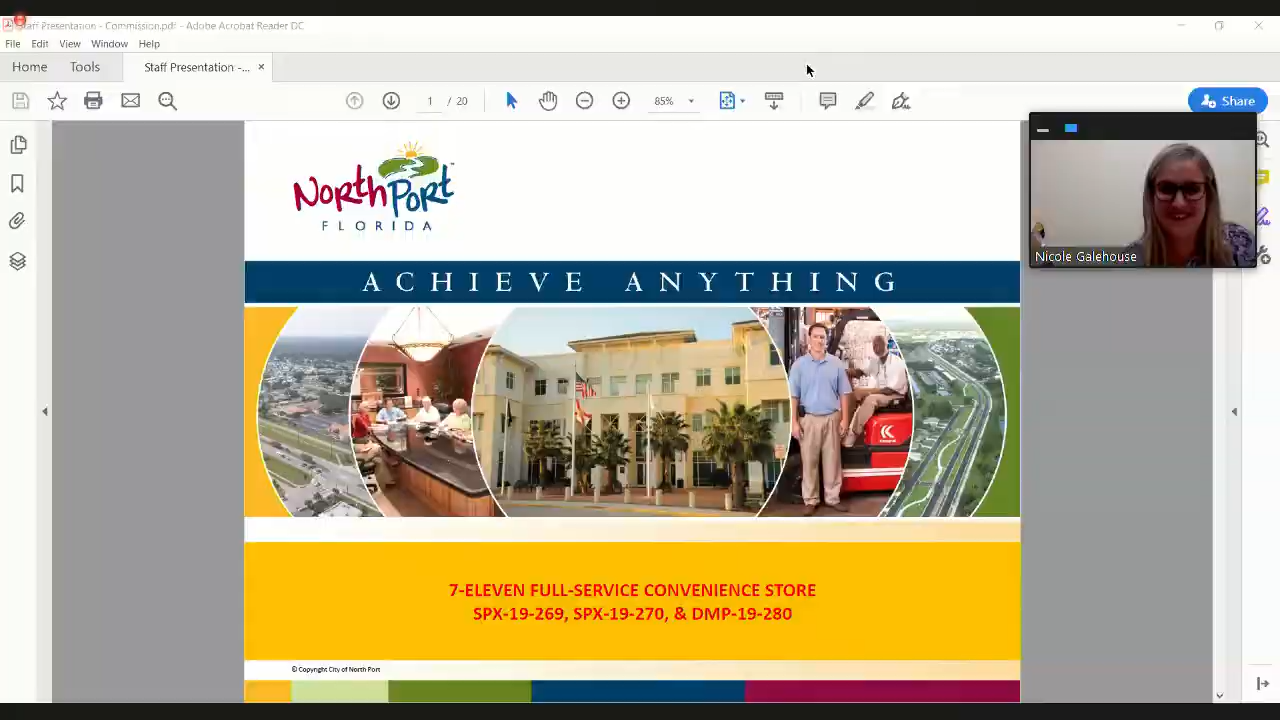 Staff Presentation - Commission.pdf - Adobe Acrobat Reader DC
File Edit View Window Help
Home Tools Staff Presentation -... ×
1 / 20 85% Share
North Port
FLORIDA
Nicole Galehouse
ACHIEVE ANYTHING
7-ELEVEN FULL-SERVICE CONVENIENCE STORE
SPX-19-269, SPX-19-270, & DMP-19-280
© Copyright City of North Port